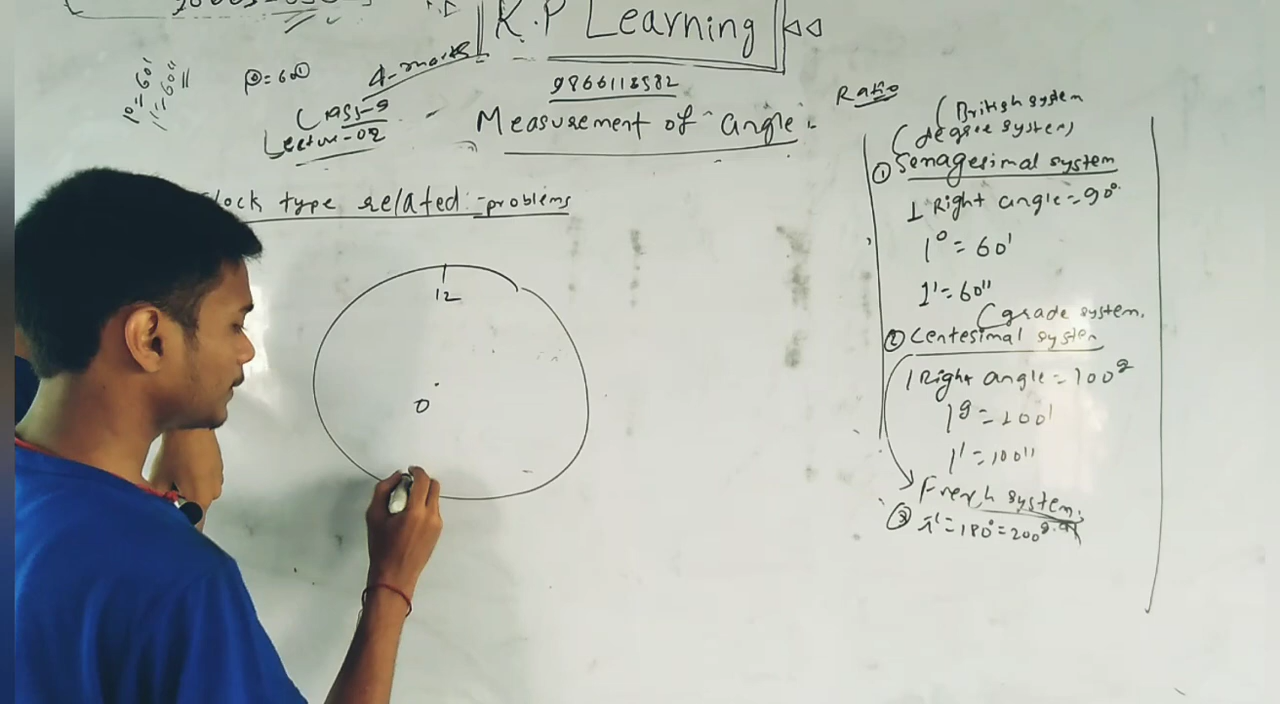 K.P Learning
9866118582
4-marks
1°=60'
1'=60"
Class-9
Lecture-02
Measurement of angle:
lock type related:-problems
12
0
Ratio
(British system
(degree system)
① Senagesimal system
1 Right angle=90°
1°=60'
1'=60"
(grade system.
② Centesimal system
1 Right angle=100g
1g=100'
1'=100"
French system.
③ π^c=180°=200g